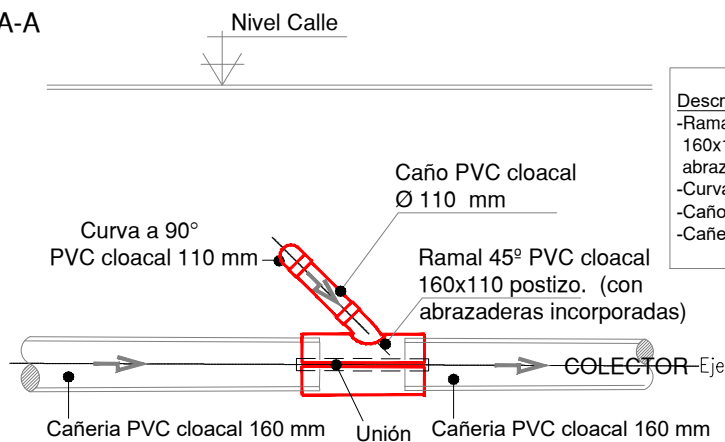 A-A
Nivel Calle
Descr
-Rama
160x1
abraz
-Curva
-Caño
-Cañe
Caño PVC cloacal
Ø 110 mm
Curva a 90°
PVC cloacal 110 mm
Ramal 45º PVC cloacal
160x110 postizo. (con
abrazaderas incorporadas)
COLECTOR Eje
Cañeria PVC cloacal 160 mm
Unión
Cañeria PVC cloacal 160 mm